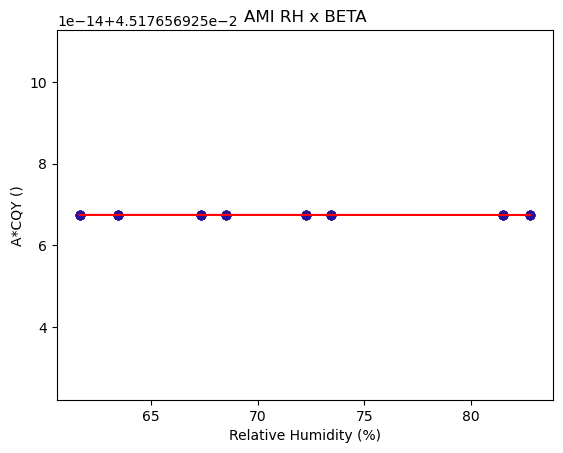 AMI RH x BETA
1e−14+4.517656925e−2
10
8
6
4
A*CQY ()
65 70 75 80
Relative Humidity (%)